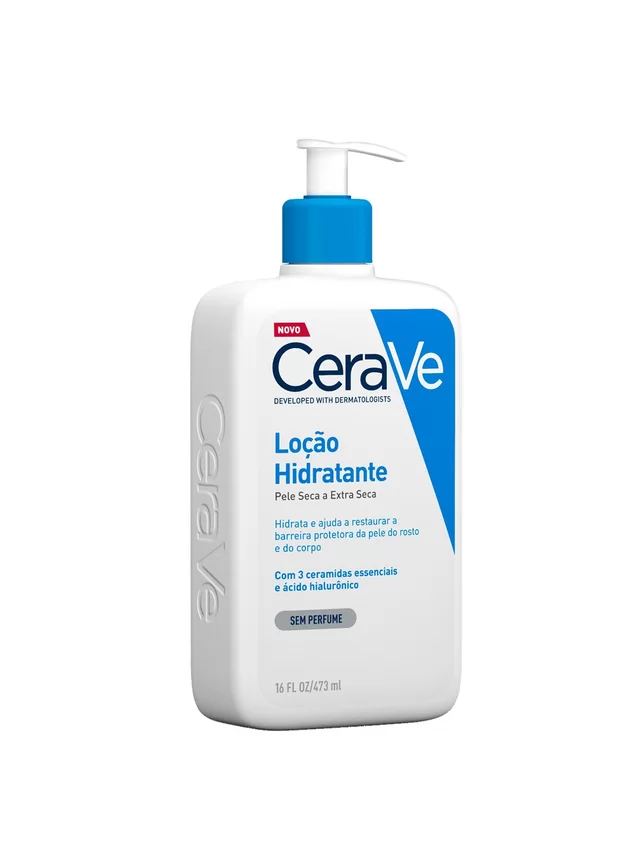 NOVO
CeraVe
DEVELOPED WITH DERMATOLOGISTS
Loção
Hidratante
Pele Seca a Extra Seca
Hidrata e ajuda a restaurar a
barreira protetora da pele do rosto
e do corpo
Com 3 ceramidas essenciais
e ácido hialurônico
SEM PERFUME
16 FL OZ/473 ml
CeraVe